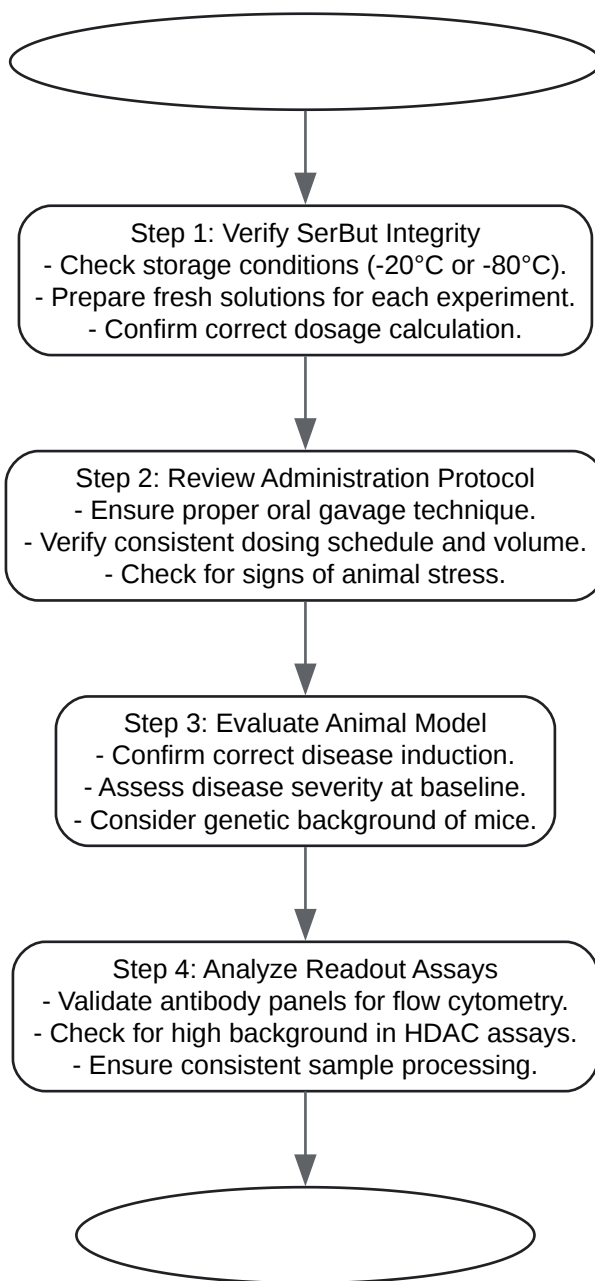 Step 1: Verify SerBut Integrity
- Check storage conditions (-20°C or -80°C).
- Prepare fresh solutions for each experiment.
- Confirm correct dosage calculation.
Step 2: Review Administration Protocol
- Ensure proper oral gavage technique.
- Verify consistent dosing schedule and volume.
- Check for signs of animal stress.
Step 3: Evaluate Animal Model
- Confirm correct disease induction.
- Assess disease severity at baseline.
- Consider genetic background of mice.
Step 4: Analyze Readout Assays
- Validate antibody panels for flow cytometry.
- Check for high background in HDAC assays.
- Ensure consistent sample processing.